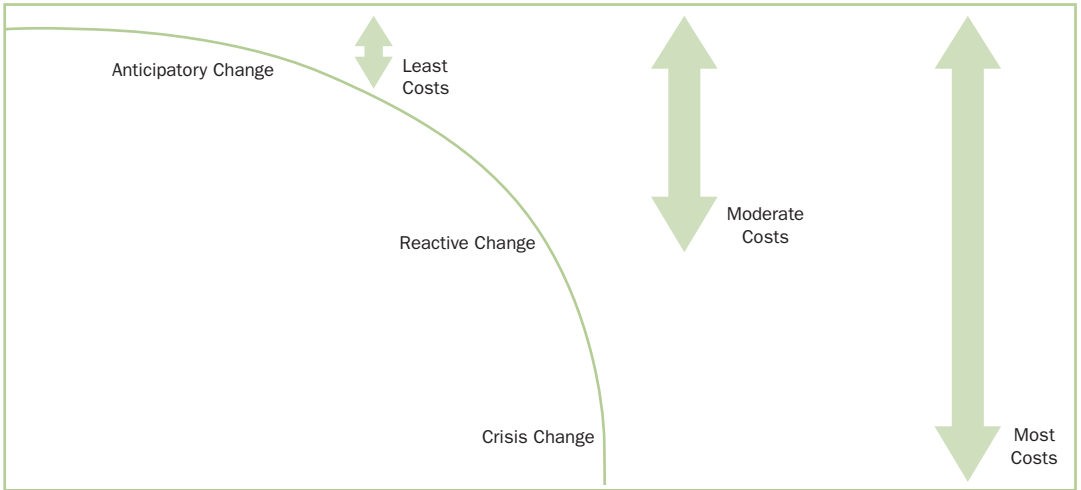 Anticipatory Change
Least
Costs
Moderate
Costs
Reactive Change
Crisis Change
Most
Costs